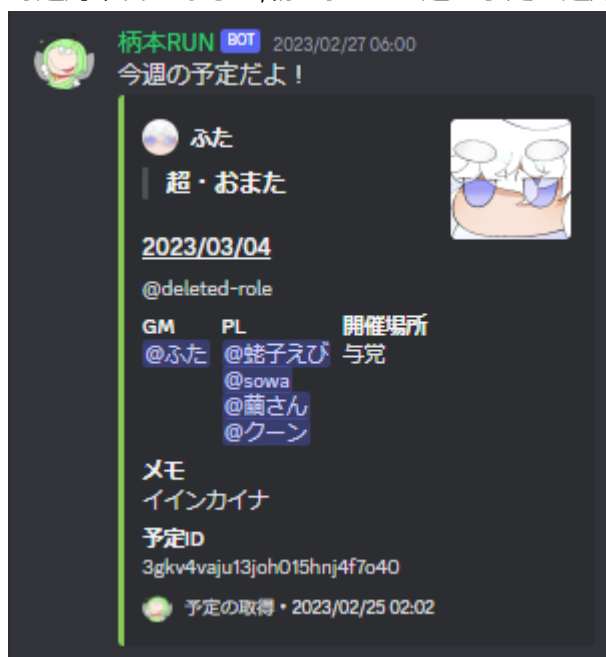 柄本RUN BOT 2023/02/27 06:00
今週の予定だよ！
ふた
超・おまた
2023/03/04
@deleted-role
GM PL 開催場所
@ふた @蛯子えび 与党
@sowa
@繭さん
@クーン
メモ
イインカイナ
予定ID
3gkv4vaju13joh015hnj4f7o40
予定の取得・2023/02/25 02:02